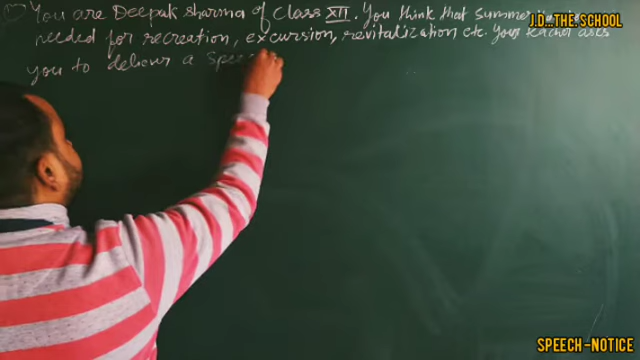 You are Deepak Sharma of Class XII. You think that summer
needed for recreation, excursion, revitalization etc. Your teacher asks
you to deliver a Spee
J.D...THE. SCHOOL
SPEECH-NOTICE